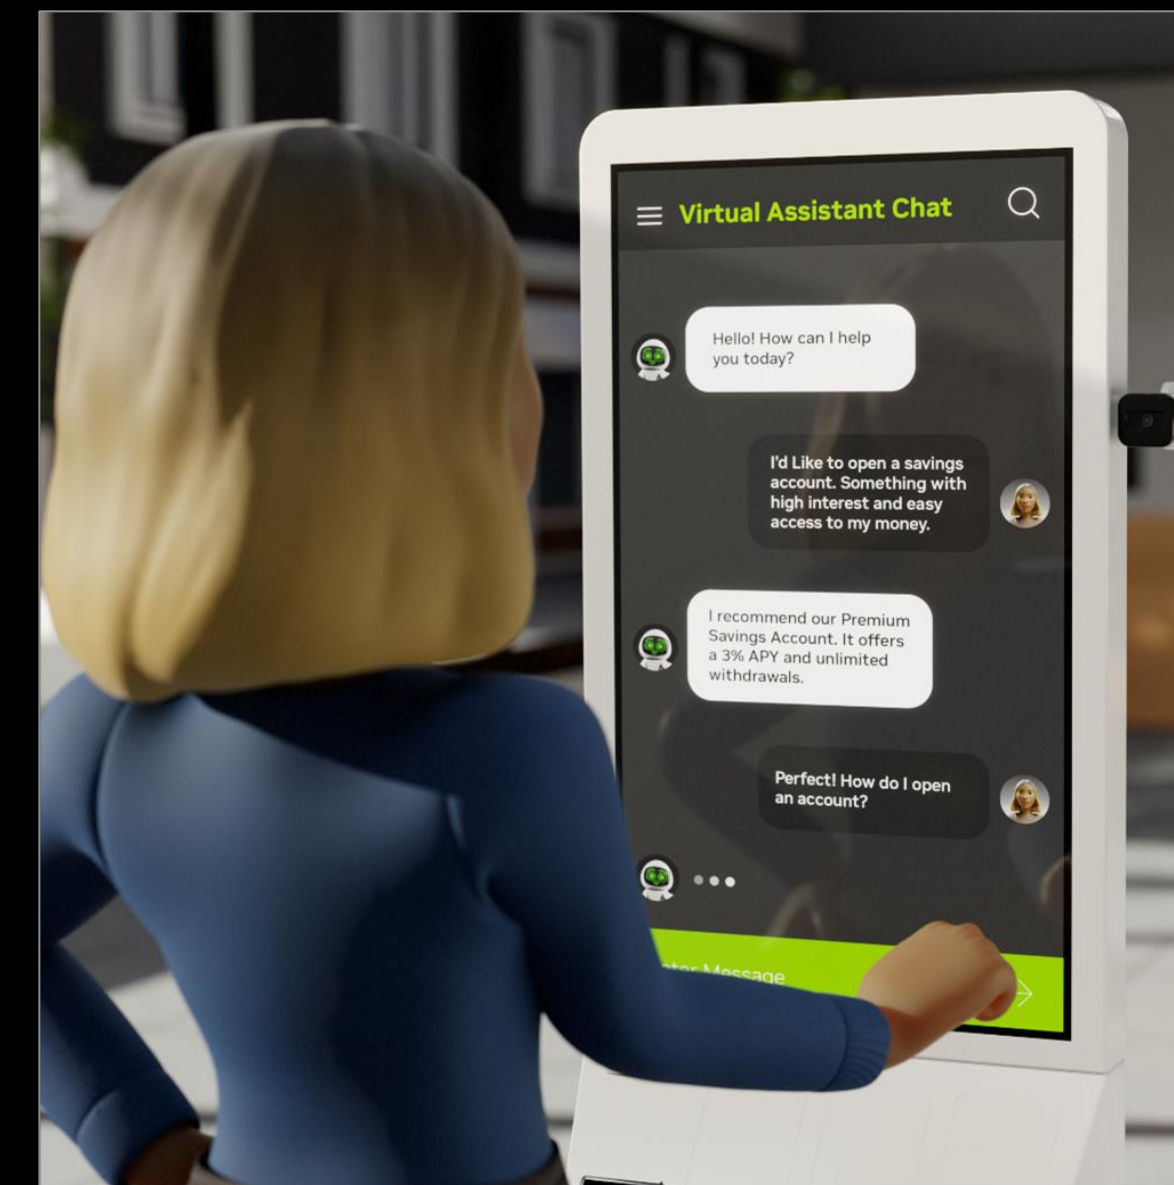 Virtual Assistant Chat
Hello! How can I help
you today?
I'd Like to open a savings
account. Something with
high interest and easy
access to my money.
I recommend our Premium
Savings Account. It offers
a 3% APY and unlimited
withdrawals.
Perfect! How do I open
an account?
Message